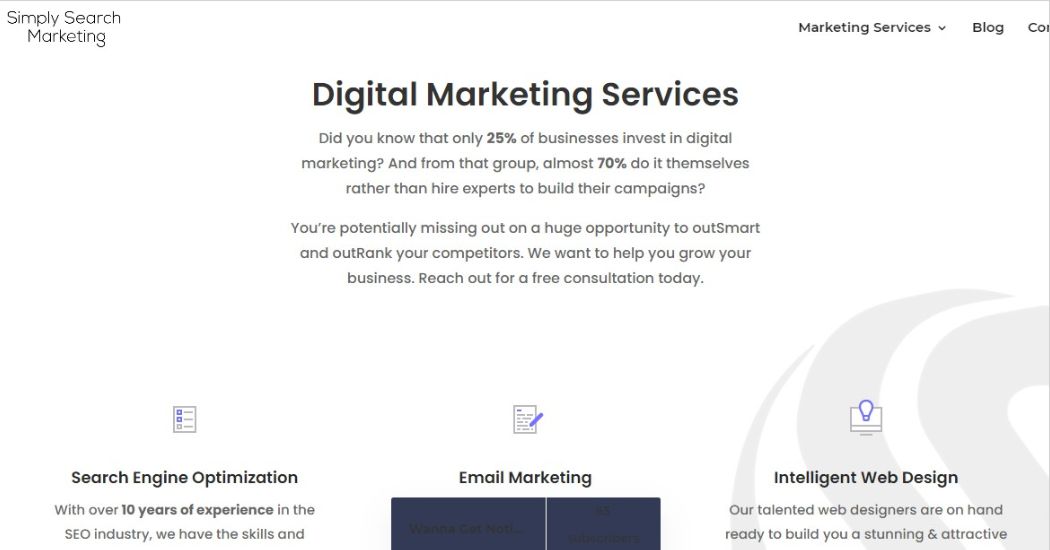 Simply Search
Marketing
Marketing Services
Blog
Digital Marketing Services
Did you know that only 25% of businesses invest in digital
marketing? And from that group, almost 70% do it themselves
rather than hire experts to build their campaigns?
You’re potentially missing out on a huge opportunity to outSmart
and outRank your competitors. We want to help you grow your
business. Reach out for a free consultation today.
Search Engine Optimization
With over 10 years of experience in the
SEO industry, we have the skills and
Email Marketing
Wanna Get Noti...
subscribers
Intelligent Web Design
Our talented web designers are on hand
ready to build you a stunning & attractive